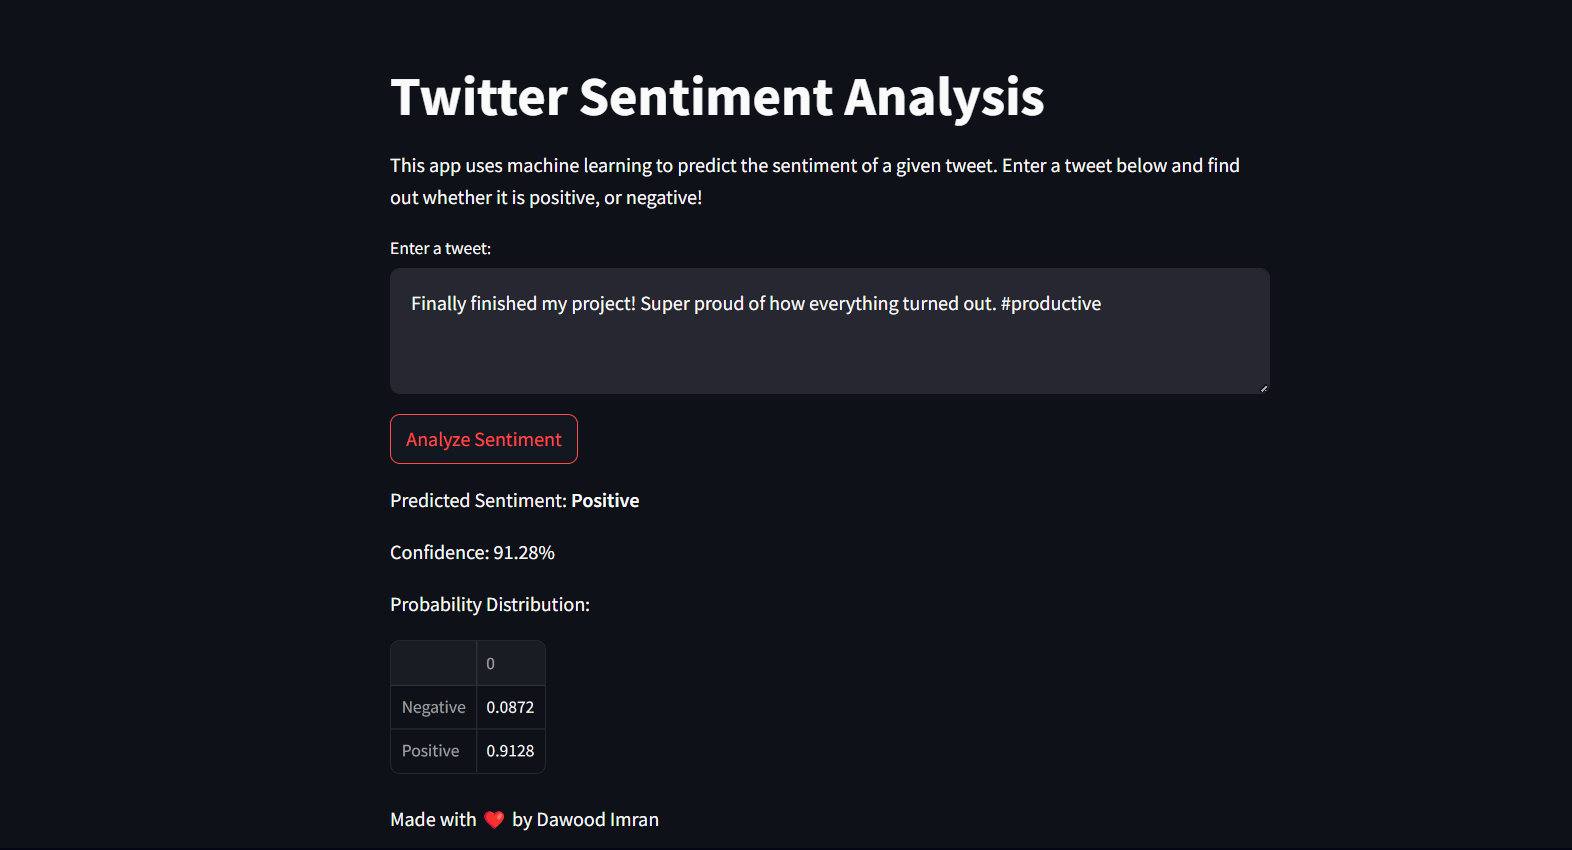 Twitter Sentiment Analysis
This app uses machine learning to predict the sentiment of a given tweet. Enter a tweet below and find
out whether it is positive, or negative!
Enter a tweet:
Finally finished my project! Super proud of how everything turned out. #productive
Analyze Sentiment
Predicted Sentiment: Positive
Confidence: 91.28%
Probability Distribution:
0
Negative 0.0872
Positive 0.9128
Made with ❤️ by Dawood Imran